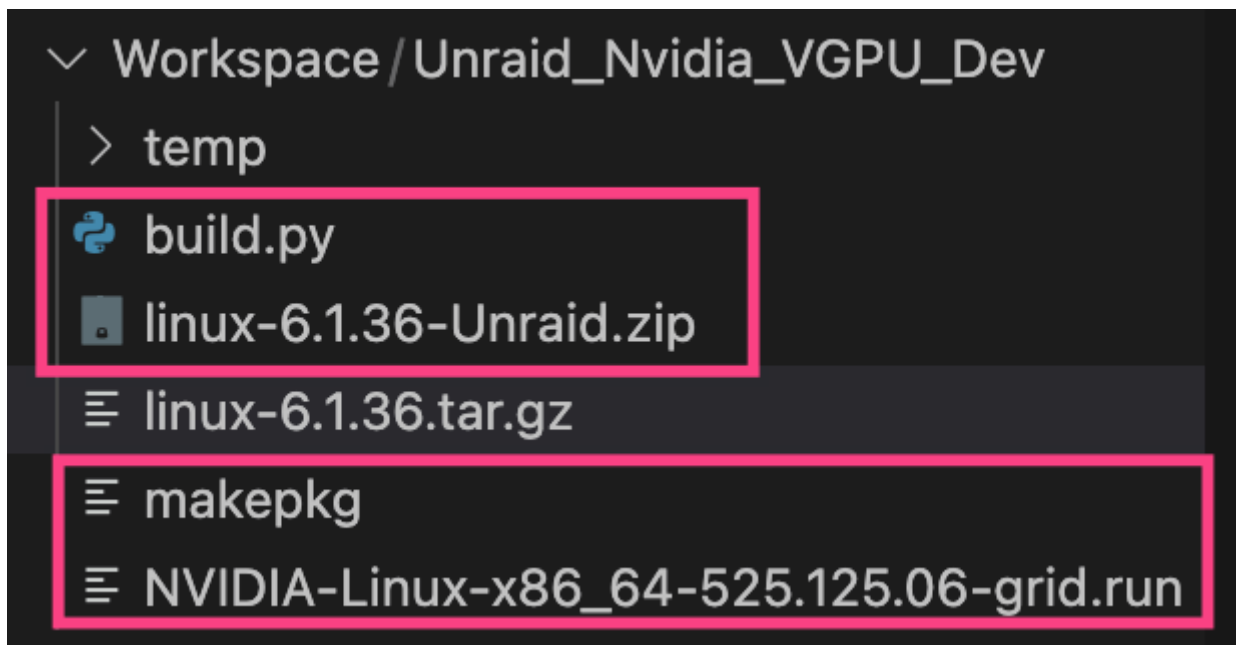 Workspace/Unraid_Nvidia_VGPU_Dev
temp
build.py
linux-6.1.36-Unraid.zip
linux-6.1.36.tar.gz
makepkg
NVIDIA-Linux-x86_64-525.125.06-grid.run